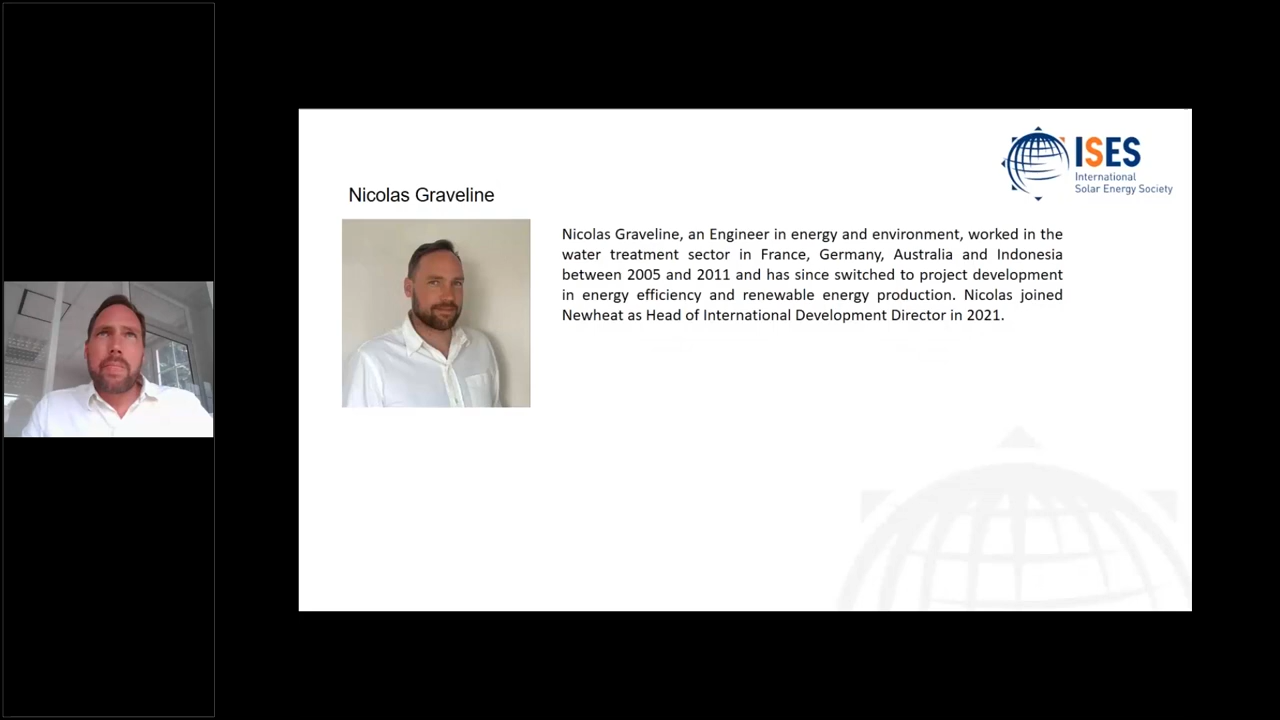 ISES
International
Solar Energy Society
Nicolas Graveline
Nicolas Graveline, an Engineer in energy and environment, worked in the
water treatment sector in France, Germany, Australia and Indonesia
between 2005 and 2011 and has since switched to project development
in energy efficiency and renewable energy production. Nicolas joined
Newheat as Head of International Development Director in 2021.